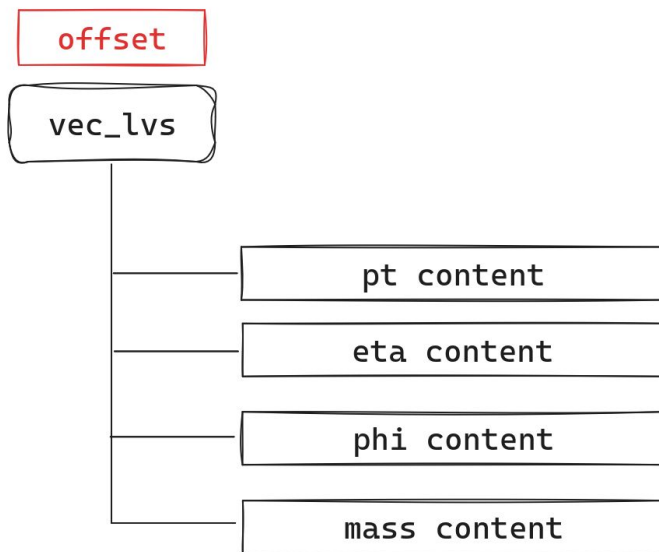 offset
vec_lvs
pt content
eta content
phi content
mass content